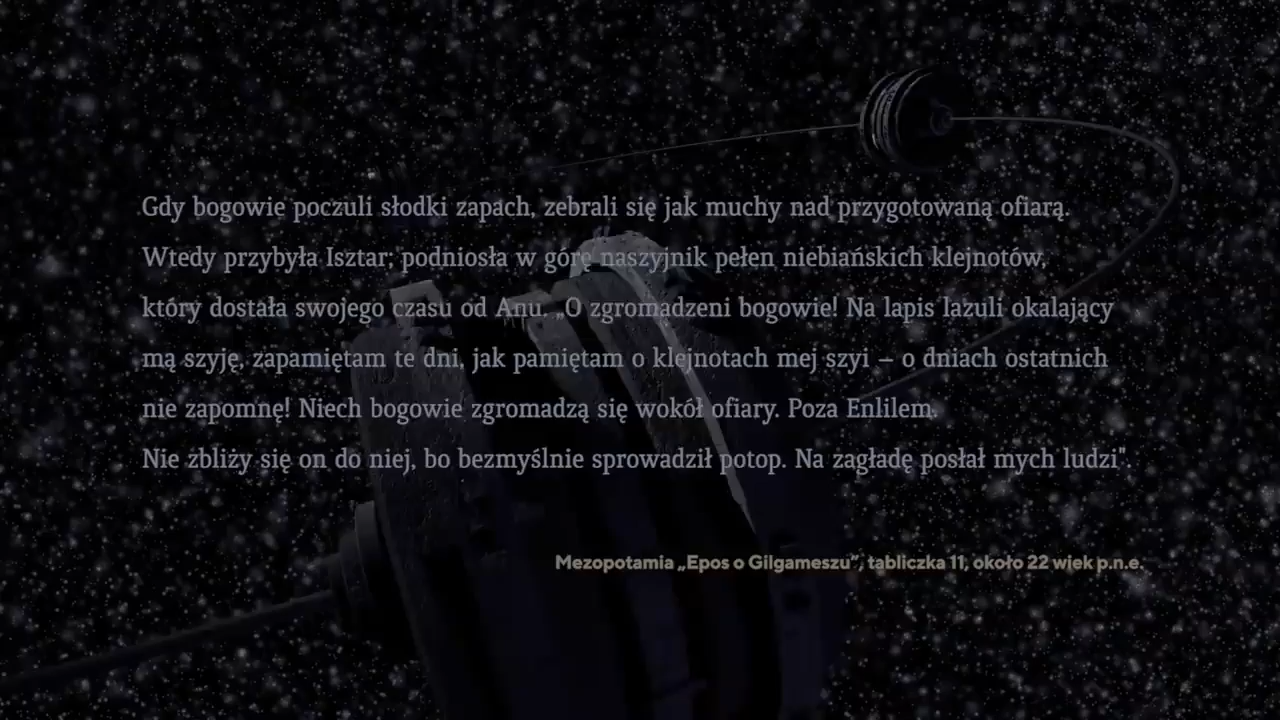 Gdy bogowie poczuli słodki zapach, zebrali się jak muchy nad przygotowaną ofiarą.
Wtedy przybyła Isztar; podniosła w górę naszyjnik pełen niebiańskich klejnotów,
który dostała swojego czasu od Anu. „O zgromadzeni bogowie! Na lapis lazuli okalający
mą szyję, zapamiętam te dni, jak pamiętam o klejnotach mej szyi – o dniach ostatnich
nie zapomnę! Niech bogowie zgromadzą się wokół ofiary. Poza Enlilem.
Nie zbliży się on do niej, bo bezmyślnie sprowadził potop. Na zagładę posłał mych ludzi".
Mezopotamia „Epos o Gilgameszu”, tabliczka 11, około 22 wiek p.n.e.